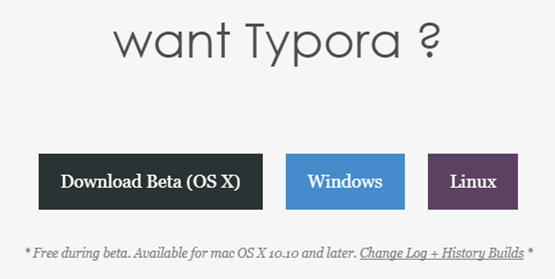 want Typora ?
Download Beta (OS X)
Windows
Linux
* Free during beta. Available for mac OS X 10.10 and later. Change Log + History Builds *